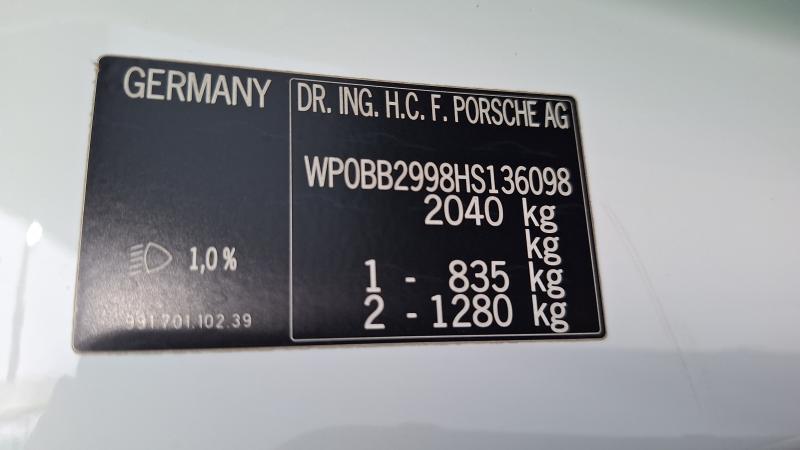 GERMANY
1,0 %
991.701.102.39
DR. ING. H.C. F. PORSCHE AG
WP0BB2998HS136098
2040 kg
kg
1 - 835 kg
2 - 1280 kg